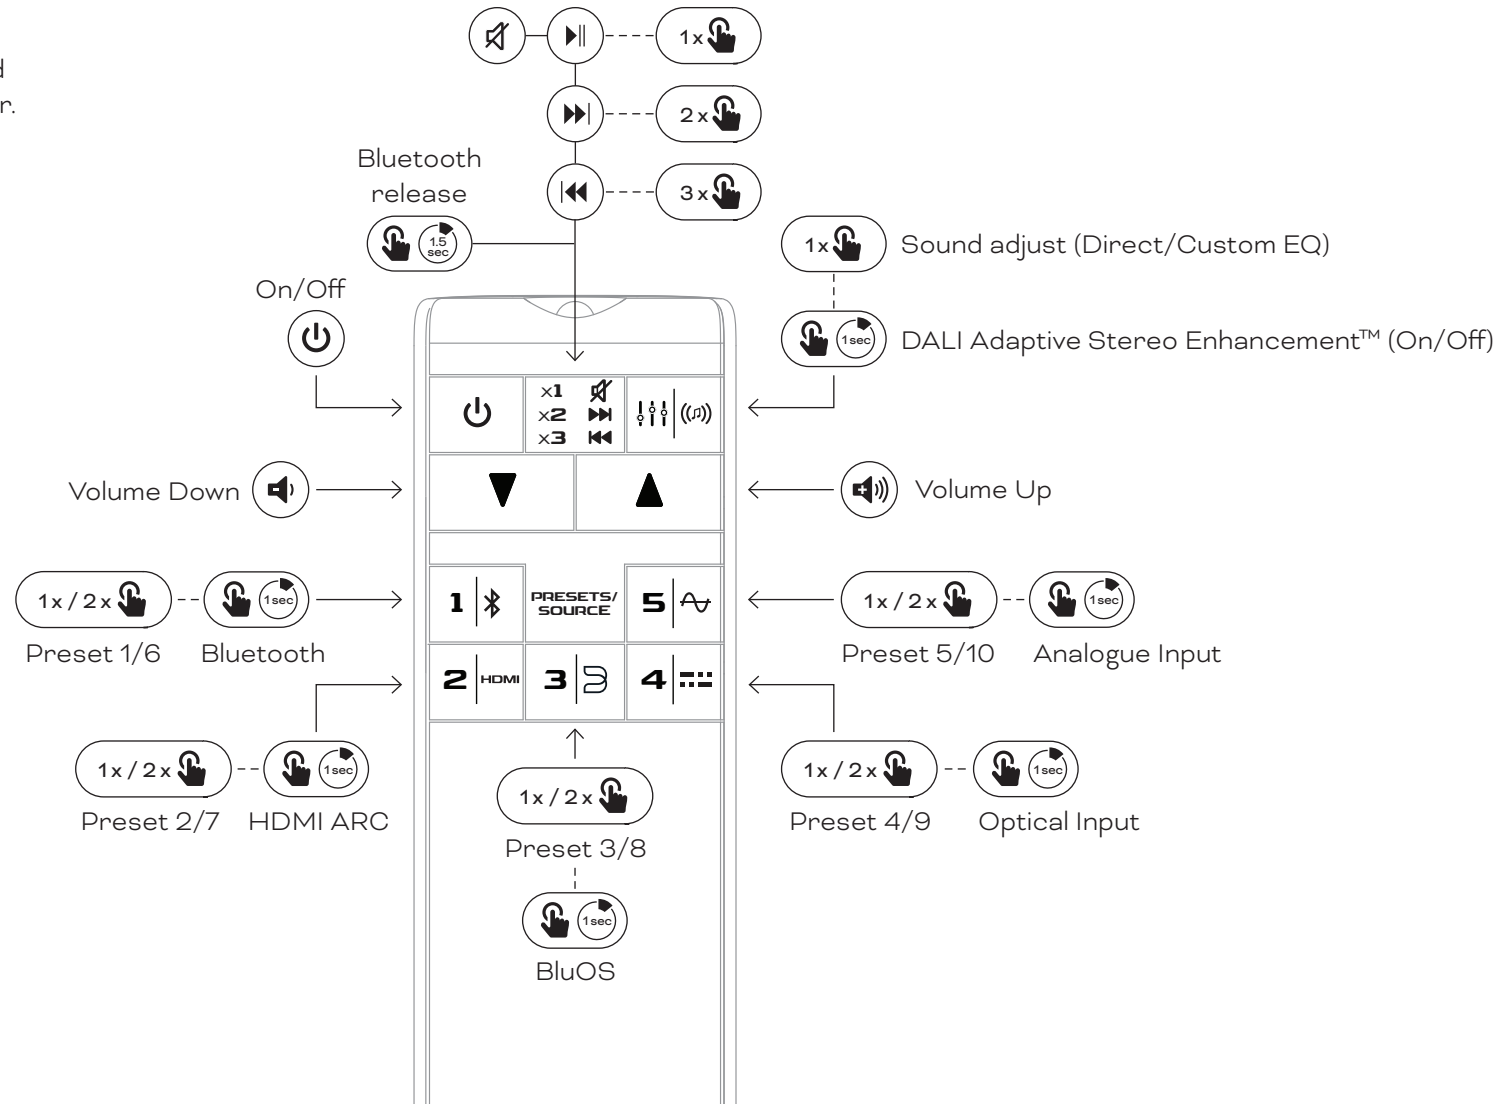 1x
2x
3x
r.
Bluetooth
release
1.5
sec
1x
Sound adjust (Direct/Custom EQ)
On/Off
1sec
DALI Adaptive Stereo Enhancement™ (On/Off)
x1
x2
x3
Volume Down
Volume Up
1x / 2x
1sec
1
PRESETS/
SOURCE
5
1x / 2x
1sec
Preset 1/6
Bluetooth
Preset 5/10
Analogue Input
2 HDMI
3
4
1x / 2x
1sec
Preset 2/7
HDMI ARC
1x / 2x
Preset 3/8
1x / 2x
1sec
Preset 4/9
Optical Input
1sec
BluOS